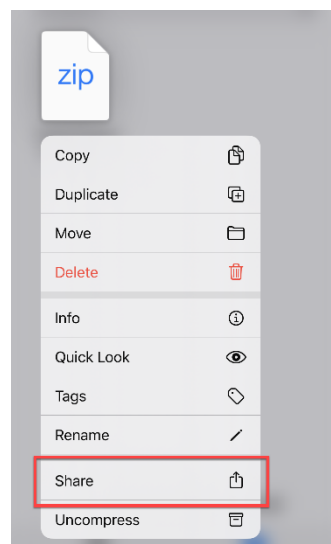 zip
Copy
Duplicate
Move
Delete
Info
Quick Look
Tags
Rename
Share
Uncompress